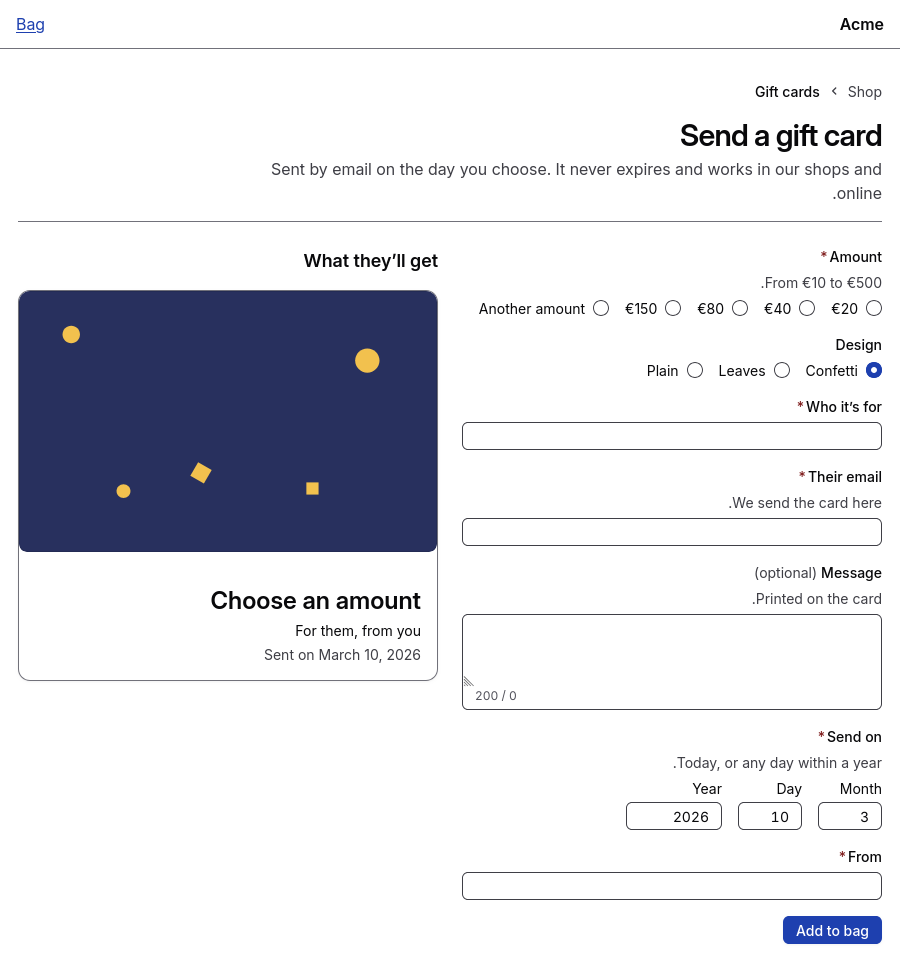 Acme
Bag
Gift cards ‹ Shop
Send a gift card
Sent by email on the day you choose. It never expires and works in our shops and
.online
* Amount
.From €10 to €500
Another amount €150 €80 €40 €20
Design
Plain Leaves Confetti
* Who it’s for
* Their email
.We send the card here
(optional) Message
.Printed on the card
200 / 0
* Send on
.Today, or any day within a year
Year Day Month
2026 10 3
* From
Add to bag
What they’ll get
Choose an amount
For them, from you
Sent on March 10, 2026